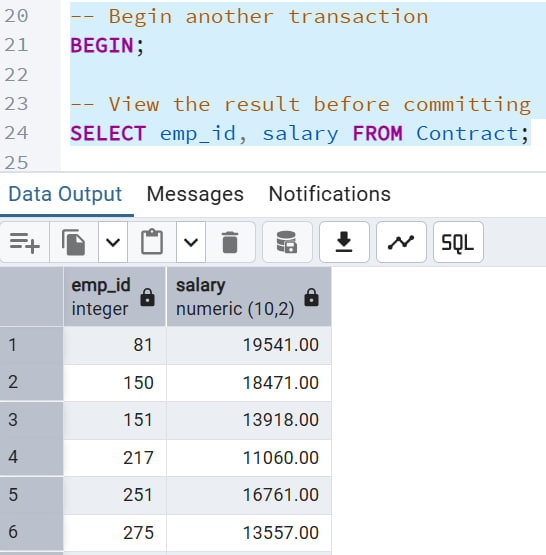 20 -- Begin another transaction
21 BEGIN;
22
23 -- View the result before committing
24 SELECT emp_id, salary FROM Contract;
25
Data Output Messages Notifications
SQL
emp_id salary
integer numeric (10,2)
1 81 19541.00
2 150 18471.00
3 151 13918.00
4 217 11060.00
5 251 16761.00
6 275 13557.00